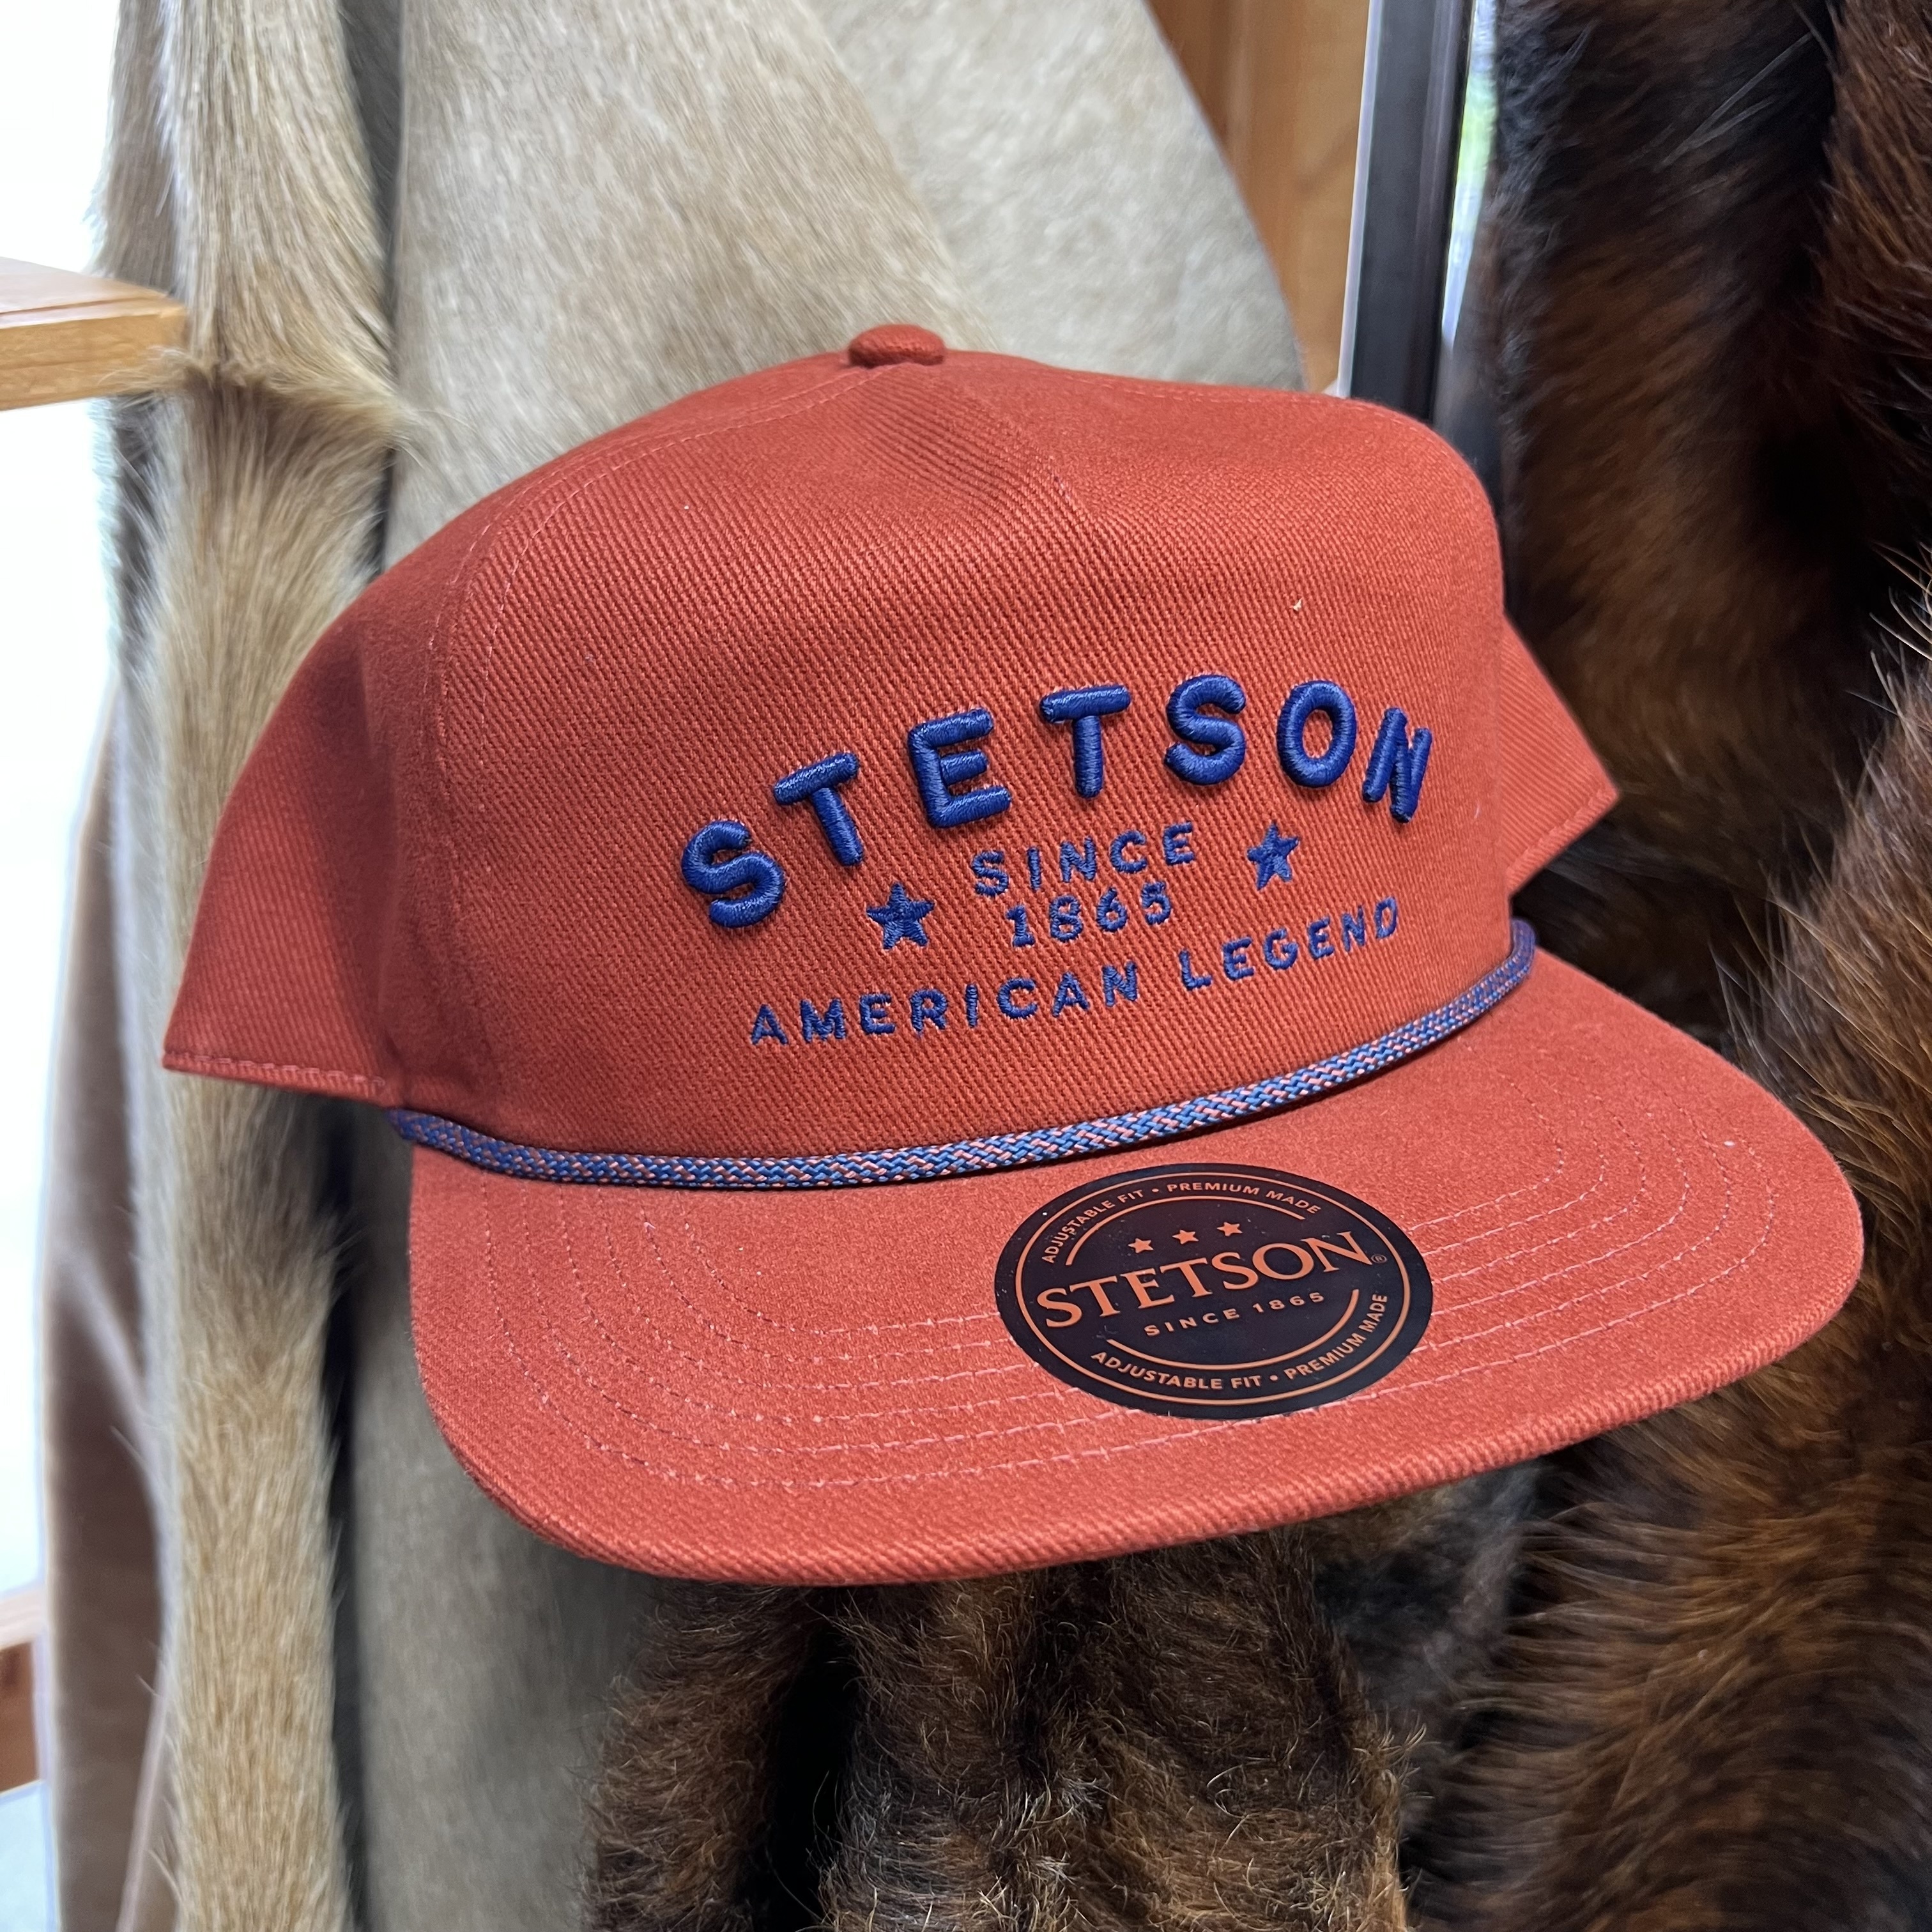 STETSON
SINCE
1865
AMERICAN LEGEND
ADJUSTABLE FIT • PREMIUM MADE
STETSON®
SINCE 1865
ADJUSTABLE FIT • PREMIUM MADE